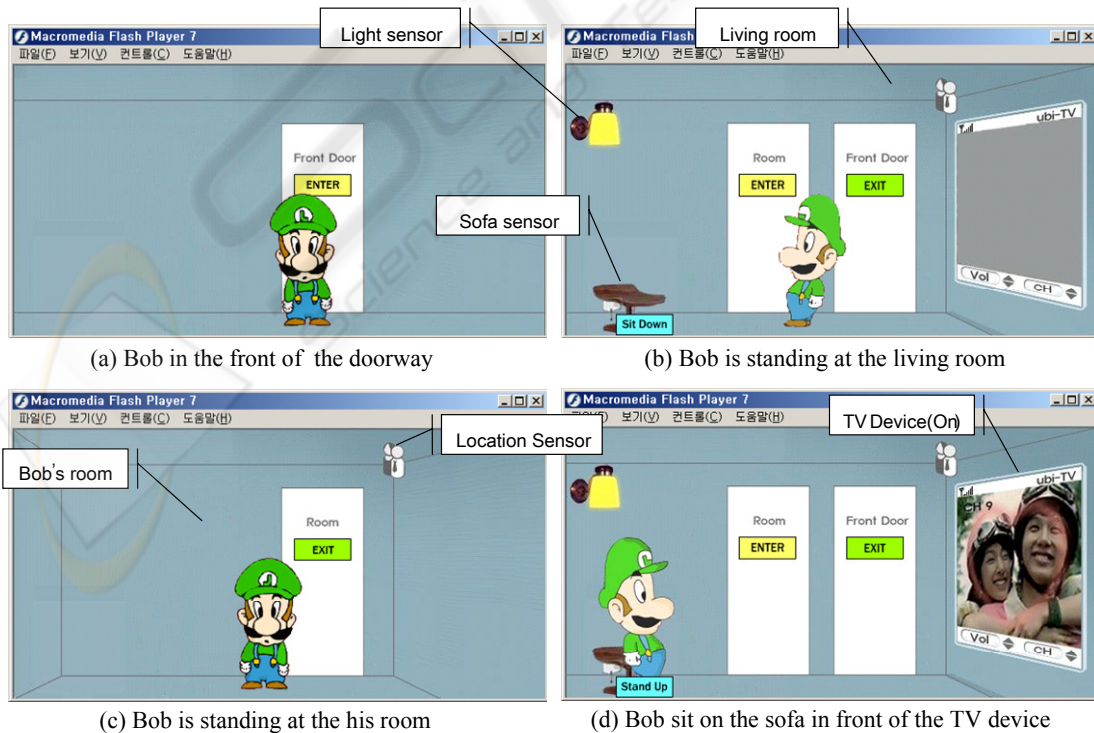 Macromedia Flash Player 7
파일(F) 보기(V) 컨트롤(C) 도움말(H)
Light sensor
Front Door
ENTER
L
(a) Bob in the front of the doorway
Macromedia Flash
파일(F) 보기(V) 컨트롤(C) 도움말(H)
Living room
ubi-TV
Room
Front Door
ENTER
EXIT
Sofa sensor
Sit Down
Vol
CH
(b) Bob is standing at the living room
Macromedia Flash Player 7
파일(F) 보기(V) 컨트롤(C) 도움말(H)
Location Sensor
Bob's room
Room
EXIT
(c) Bob is standing at the his room
Macromedia Flash Player 7
보기(V) 컨트롤(C) 도움말(H)
TV Device(On)
ubi-TV
CH 9
Room
Front Door
ENTER
EXIT
Stand Up
Vol
CH
(d) Bob sit on the sofa in front of the TV device
Science and